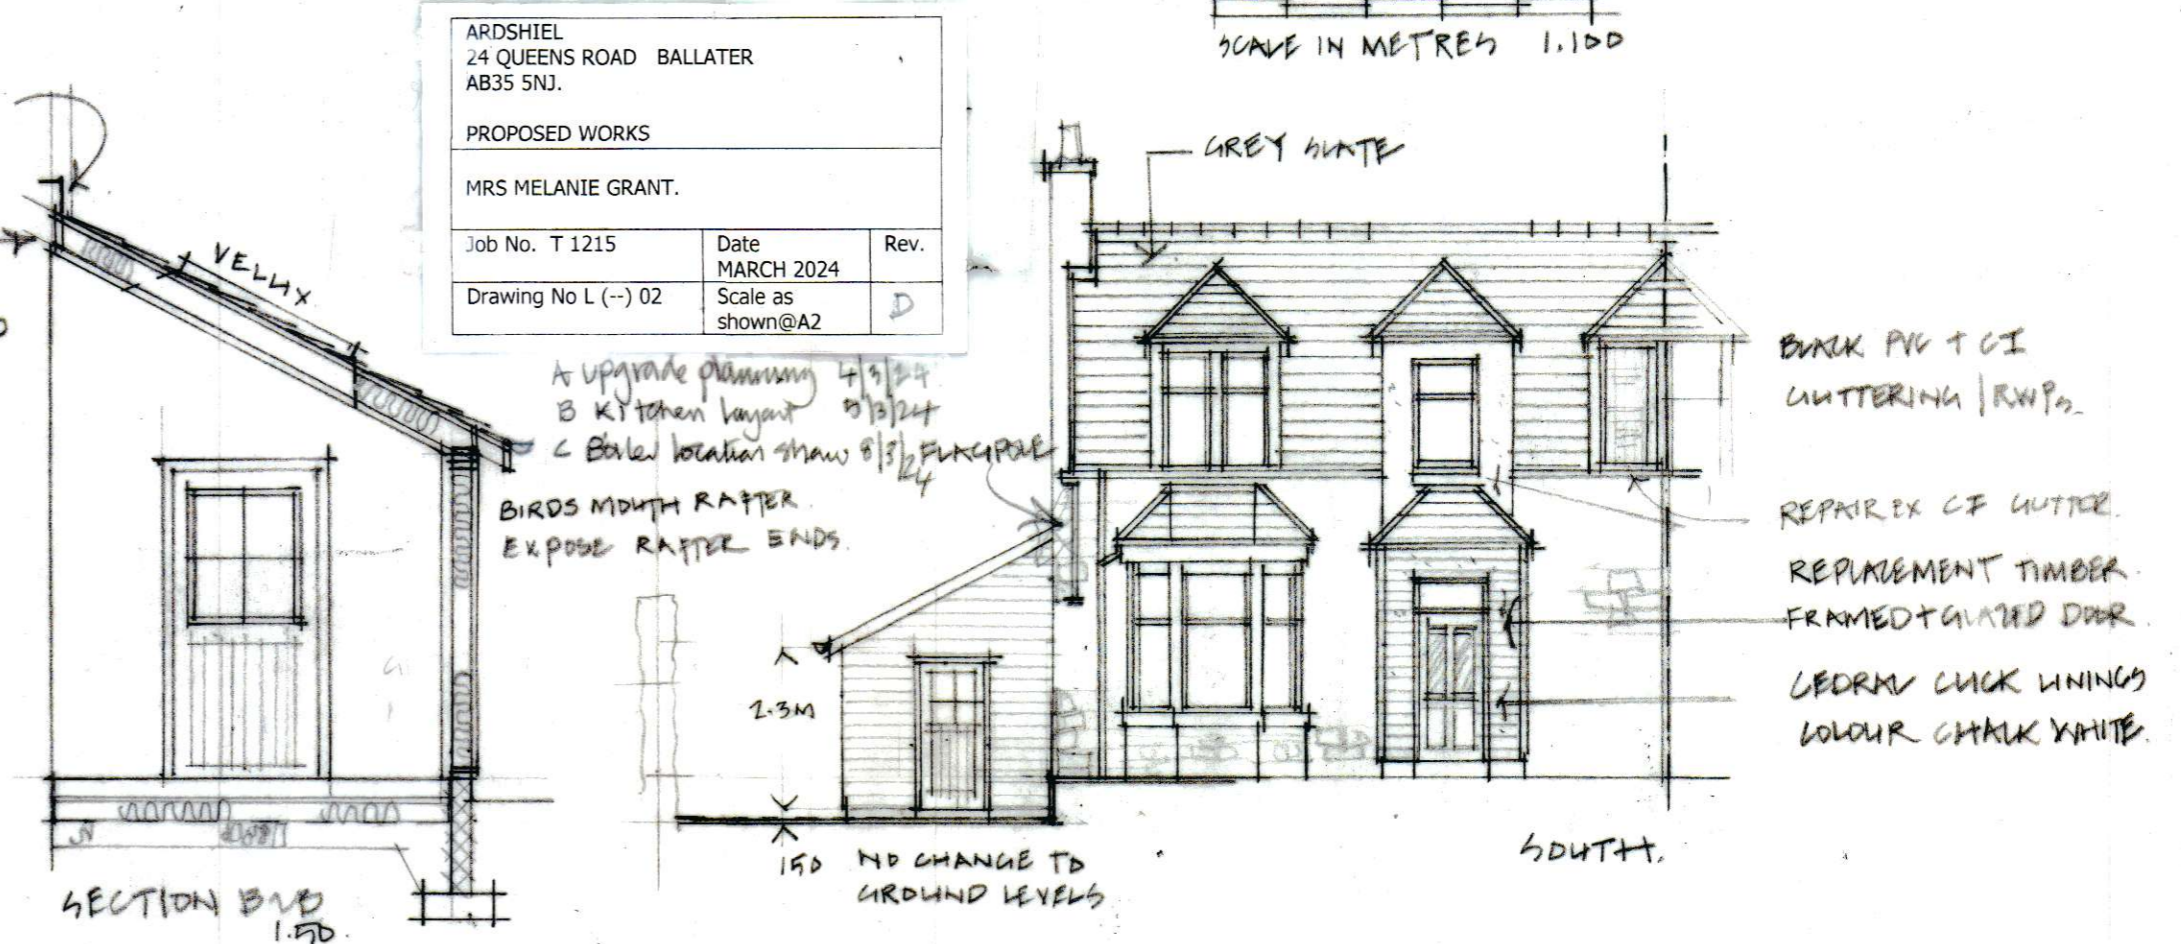 ARDSHIEL
24 QUEENS ROAD BALLATER
AB35 5NJ.
PROPOSED WORKS
MRS MELANIE GRANT.
Job No. T 1215
Date
MARCH 2024
Rev.
Drawing No L (--) 02
Scale as
shown@A2
D
SCALE IN METRES 1.100
A upgrade planning 4/3/24
B Kitchen layout 5/3/24
C Boiler location shaw 8/3/24
FLAGPOLE
VELUX
BIRDS MOUTH RAFTER
EXPOSE RAFTER ENDS.
GREY SLATE
BLACK PVC + CI
GUTTERING / RWPs.
REPAIR EX CI GUTTER.
REPLACEMENT TIMBER
FRAMED + GLAZED DOOR
CEDRAL CLICK LININGS
COLOUR CHALK WHITE.
2.3M
150 NO CHANGE TO
GROUND LEVELS
SOUTH.
SECTION B-B
1.50.